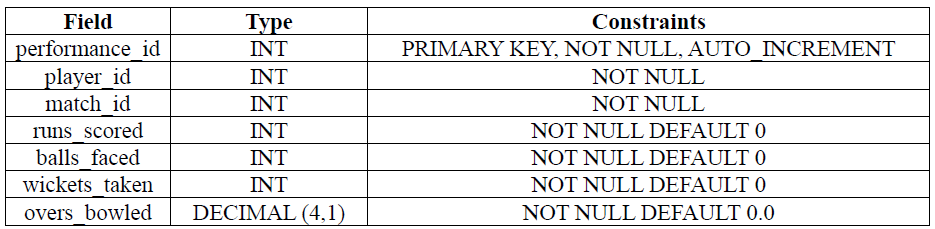 Field Type Constraints
performance_id INT PRIMARY KEY, NOT NULL, AUTO_INCREMENT
player_id INT NOT NULL
match_id INT NOT NULL
runs_scored INT NOT NULL DEFAULT 0
balls_faced INT NOT NULL DEFAULT 0
wickets_taken INT NOT NULL DEFAULT 0
overs_bowled DECIMAL (4,1) NOT NULL DEFAULT 0.0